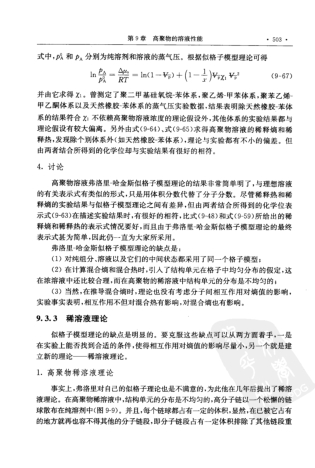 第9章 高聚物的溶液性能 · 503 ·
式中,p°A 和 pA 分别为纯溶剂和溶液的蒸气压。根据似格子模型理论可得
ln pA/p°A = Δμ₁/RT = ln(1−V₂) + (1 − 1/x) V₂ + χ₁ V₂² (9-67)
并由它求得 χ₁。曾测定了聚二甲基硅氧烷-苯体系,聚乙烯-甲苯体系,聚苯乙烯-
甲乙酮体系以及天然橡胶-苯体系的蒸气压实验数据,结果表明除天然橡胶-苯体
系的结果符合 χ₁ 不依赖高聚物溶液浓度的理论假设外,其他体系的实验结果都与
理论假设有较大偏离。另外由式(9-64)、式(9-65)求得高聚物溶液的稀释熵和稀
释热,发现除个别体系外(如天然橡胶-苯体系),理论与实验都有不小的偏差。但
由两者结合所得到的化学位却与实验结果有很好的相符。
4. 讨论
高聚物溶液弗洛里-哈金斯似格子模型理论的结果非常简单明了,与理想溶液
的有关表示式有类似的形式,只是用体积分数代替了分子分数。尽管稀释热和稀
释熵的实验结果与似格子模型理论之间有差异,但由两者结合所得到的化学位表
示式(9-63)在描述实验结果时,有很好的相符,比式(9-48)和式(9-59)所给出的稀
释熵和稀释热的表示式情况要好,而且由于弗洛里-哈金斯似格子模型理论的最终
表示式甚为简单,因此仍一直为大家所采用。
弗洛里-哈金斯似格子模型理论的缺点是:
(1) 对纯组分的液体以及它们的中间状态都采用了同一个格子模型;
(2) 在计算混合熵和混合热时,引入了结构单元在格子中均匀分布的假定,这
在浓溶液中还比较合理,而在高聚物的稀溶液中结构单元的分布是不均匀的;
(3) 当然,在推导混合熵时,理论也没有考虑分子间相互作用对熵值的影响,
实验事实表明,相互作用不但对混合热有影响,对混合熵也有影响。
9.3.3 稀溶液理论
似格子模型理论的缺点是明显的。要克服这些缺点可以从两方面着手,一是
在实验上能否找到合适的条件,使得相互作用对熵值的影响尽量小,另一个就是建
立新的理论——稀溶液理论。
1. 高聚物稀溶液理论
事实上,弗洛里对自己的似格子理论也是不满意的,为此他在几年后提出了稀溶
液理论。在高聚物稀溶液中,结构单元的分布是不均匀的,高分子链以一个松懈的链
球散布在纯溶剂中(图 9-9)。并且,每个链球都占有一定的体积,显然,在已被它占有
的地方就再也容不得其他的分子链段,即分子链段占有一定体积排除了其他链段重